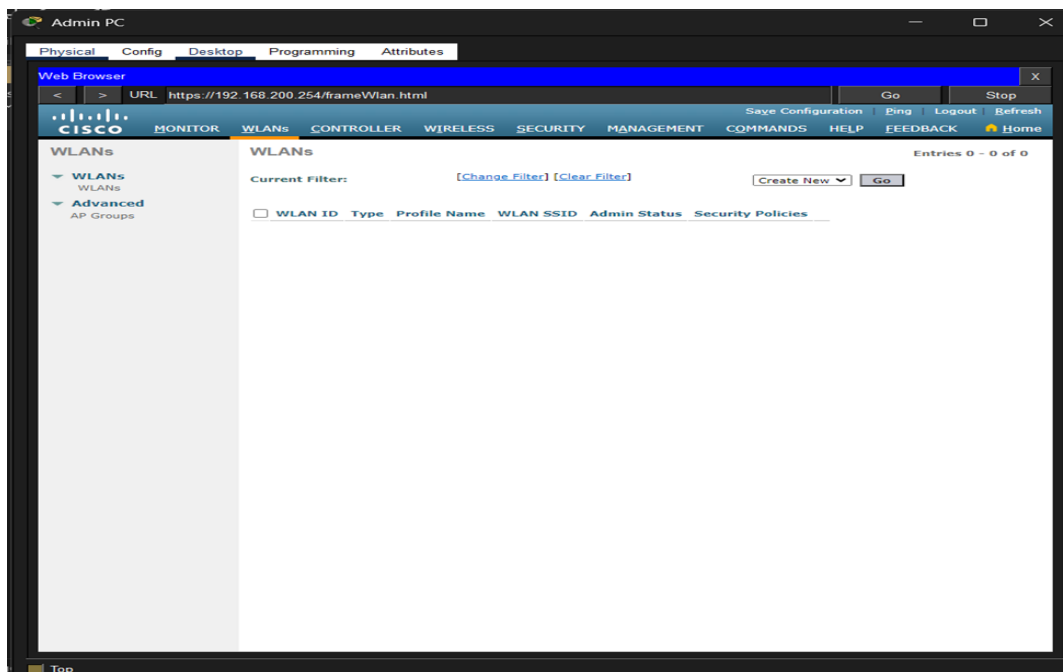 Admin PC
Physical Config Desktop Programming Attributes
Web Browser X
< > URL https://192.168.200.254/frameWlan.html Go Stop
Save Configuration Ping Logout Refresh
CISCO MONITOR WLANs CONTROLLER WIRELESS SECURITY MANAGEMENT COMMANDS HELP FEEDBACK Home
WLANs WLANs Entries 0 - 0 of 0
WLANs Current Filter: [Change Filter] [Clear Filter] Create New Go
WLANs
Advanced
AP Groups WLAN ID Type Profile Name WLAN SSID Admin Status Security Policies
Top